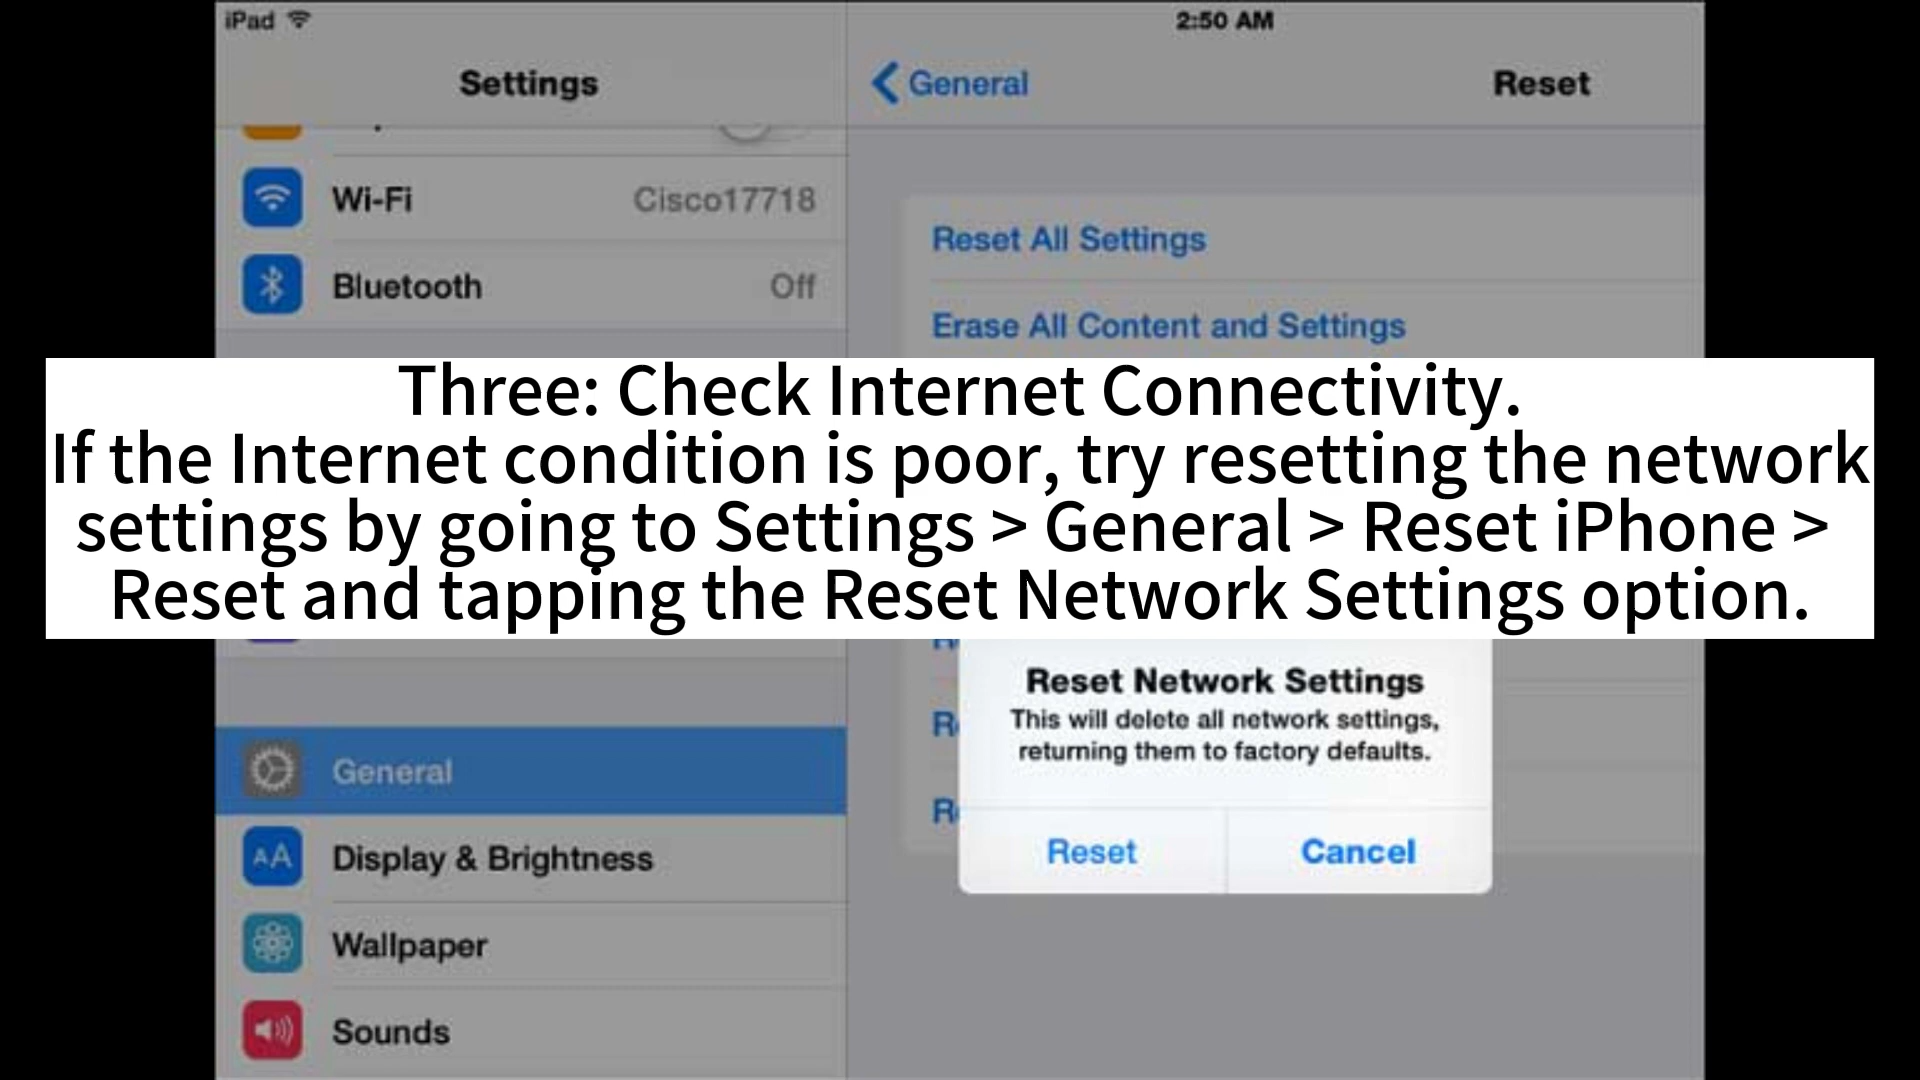 iPad
2:50 AM
Settings
General
Reset
Wi-Fi
Cisco17718
Bluetooth
Off
Reset All Settings
Erase All Content and Settings
Three: Check Internet Connectivity.
If the Internet condition is poor, try resetting the network
settings by going to Settings > General > Reset iPhone >
Reset and tapping the Reset Network Settings option.
Reset Network Settings
This will delete all network settings,
returning them to factory defaults.
Reset
Cancel
General
Display & Brightness
Wallpaper
Sounds